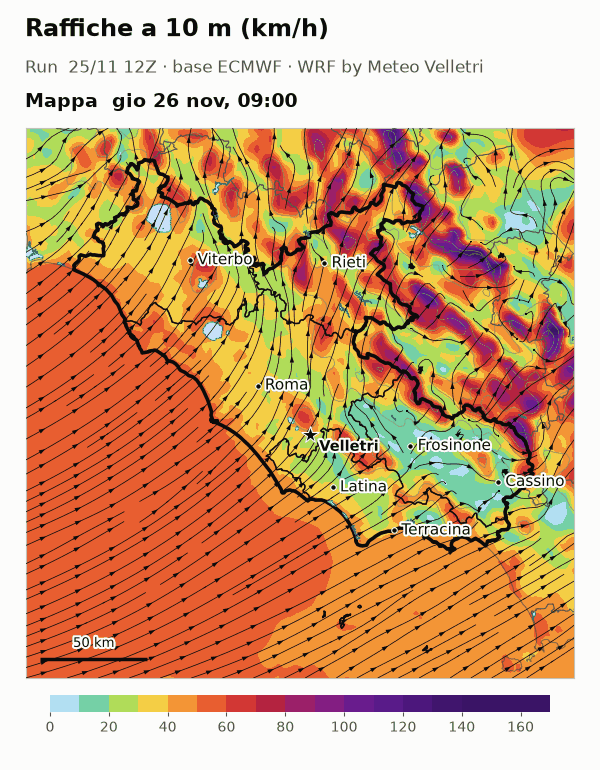 Raffiche a 10 m (km/h)
Run  25/11 12Z · base ECMWF · WRF by Meteo Velletri
Mappa  gio 26 nov, 09:00
Viterbo
Rieti
Roma
Velletri
Frosinone
Latina
Cassino
Terracina
50 km
0 20 40 60 80 100 120 140 160